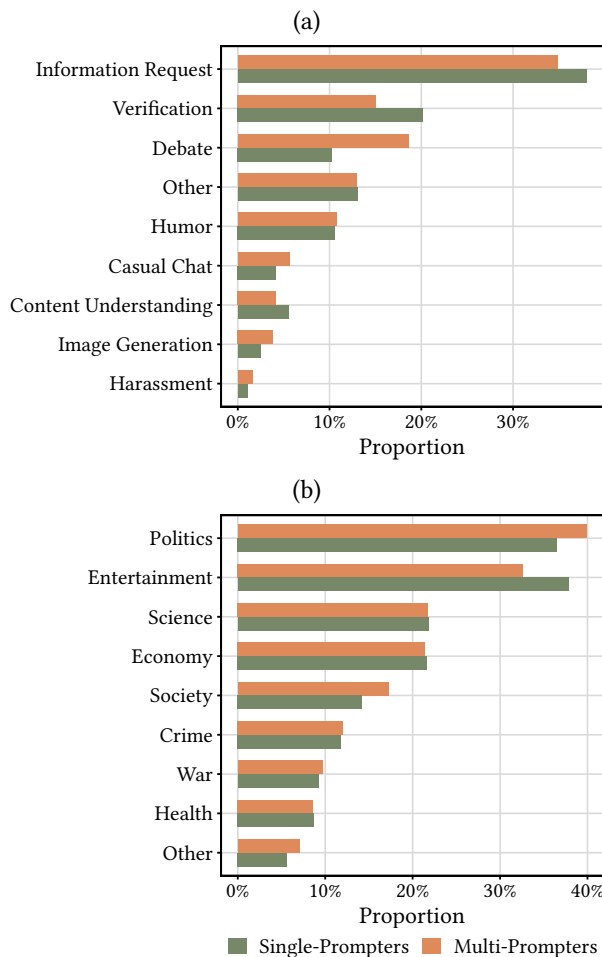 (a)
Information Request
Verification
Debate
Other
Humor
Casual Chat
Content Understanding
Image Generation
Harassment
0% 10% 20% 30%
Proportion
(b)
Politics
Entertainment
Science
Economy
Society
Crime
War
Health
Other
0% 10% 20% 30% 40%
Proportion
Single-Prompters Multi-Prompters